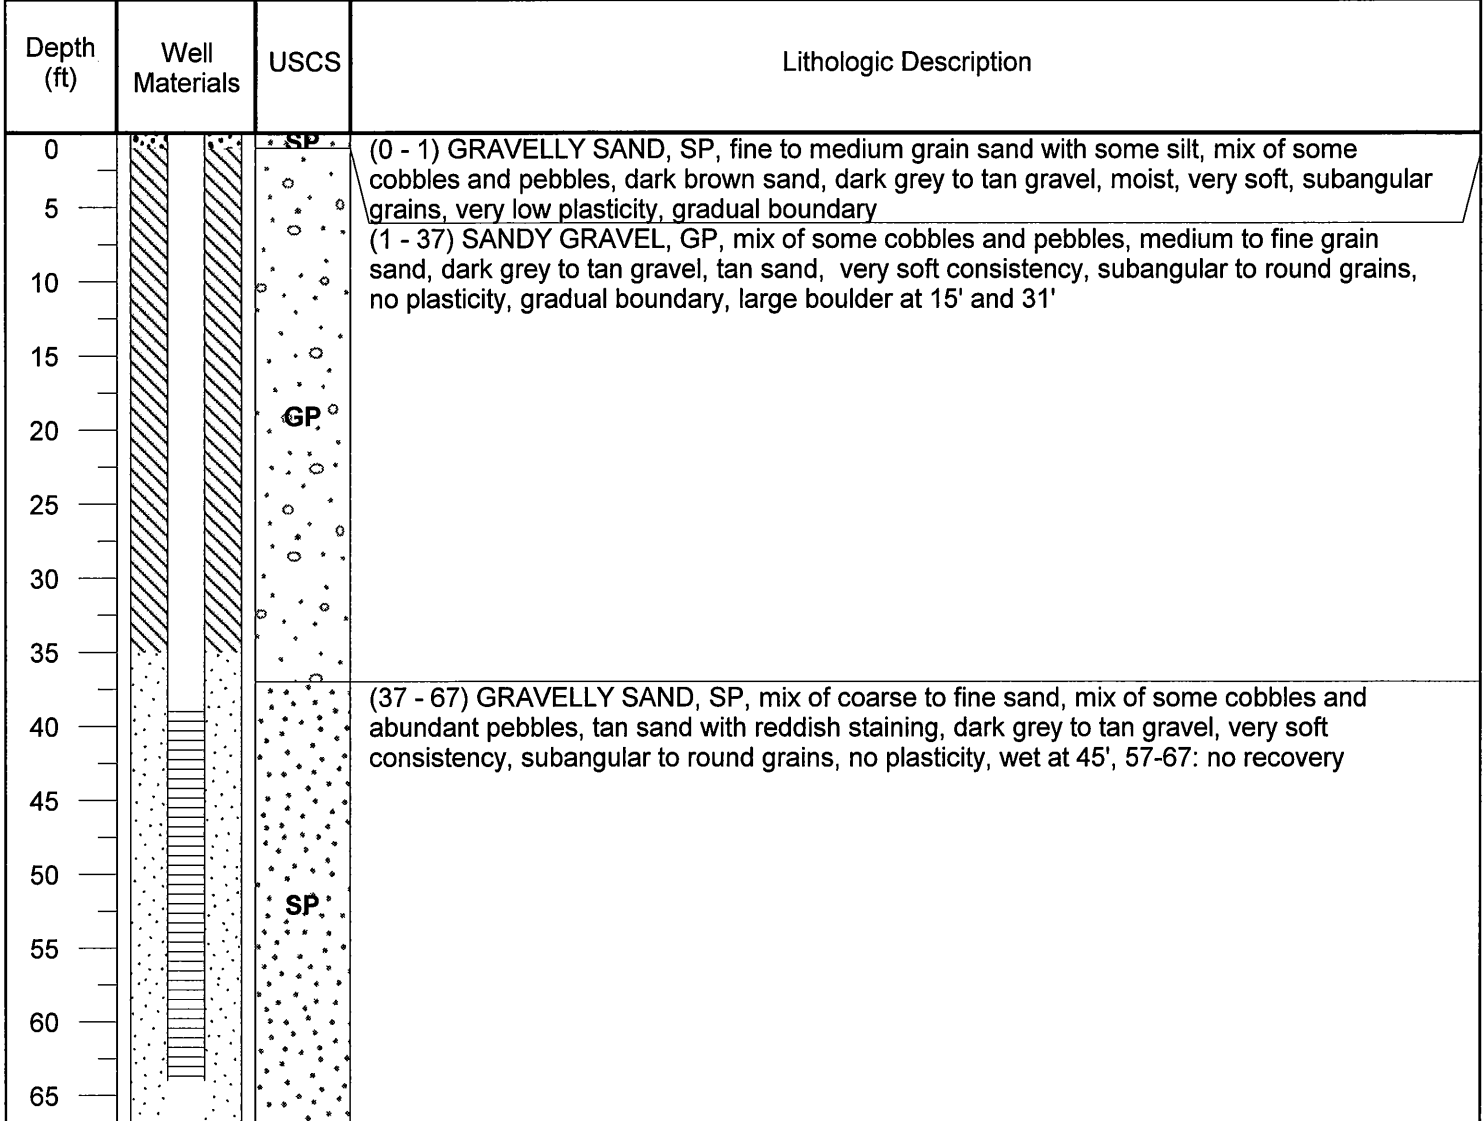 Depth (ft)
Well Materials
USCS
Lithologic Description
0
SP
(0 - 1) GRAVELLY SAND, SP, fine to medium grain sand with some silt, mix of some
cobbles and pebbles, dark brown sand, dark grey to tan gravel, moist, very soft, subangular
grains, very low plasticity, gradual boundary
5
(1 - 37) SANDY GRAVEL, GP, mix of some cobbles and pebbles, medium to fine grain
sand, dark grey to tan gravel, tan sand, very soft consistency, subangular to round grains,
no plasticity, gradual boundary, large boulder at 15' and 31'
10
15
20
GP
25
30
35
(37 - 67) GRAVELLY SAND, SP, mix of coarse to fine sand, mix of some cobbles and
abundant pebbles, tan sand with reddish staining, dark grey to tan gravel, very soft
consistency, subangular to round grains, no plasticity, wet at 45', 57-67: no recovery
40
45
50
SP
55
60
65